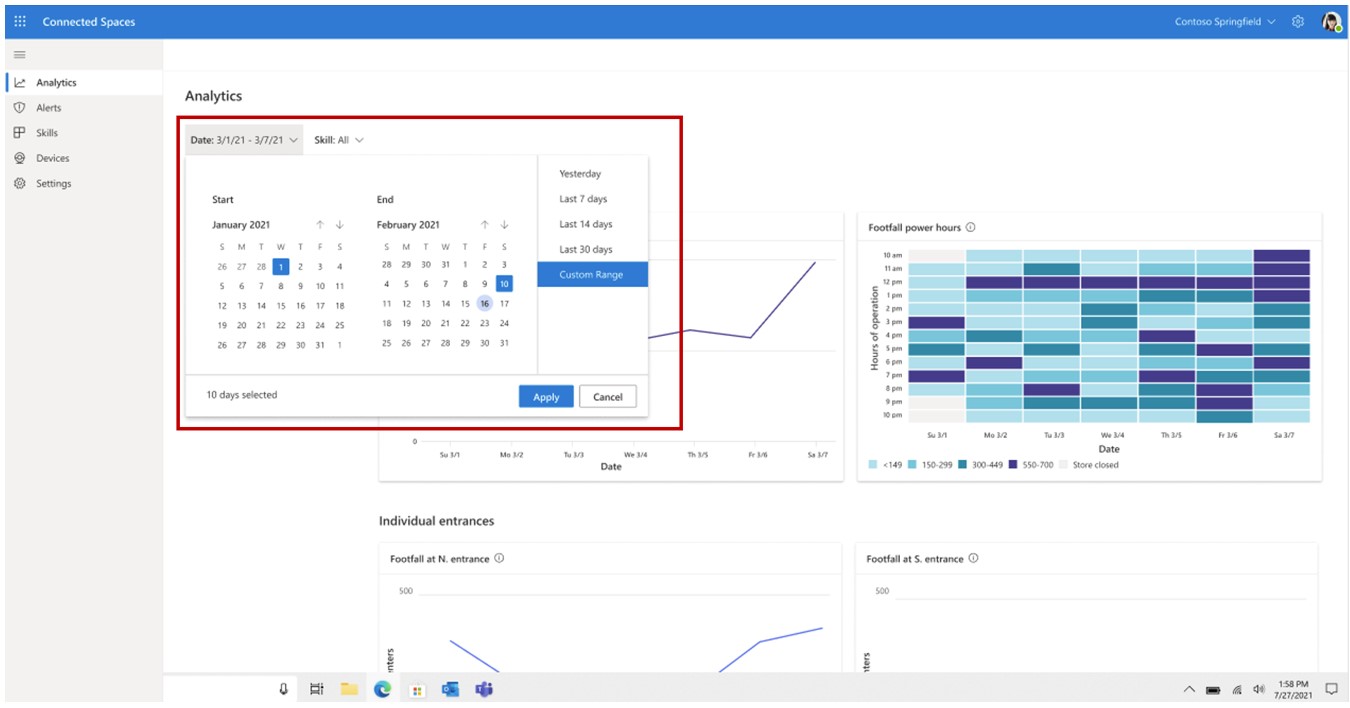 Connected Spaces
Contoso Springfield
Analytics
Alerts
Skills
Devices
Settings
Analytics
Date: 3/1/21 - 3/7/21
Skill: All
Start
January 2021
S M T W T F S
26 27 28 1 2 3 4
5 6 7 8 9 10 11
12 13 14 15 16 17 18
19 20 21 22 23 24 25
26 27 28 29 30 31 1
End
February 2021
S M T W T F S
28 29 30 31 1 2 3
4 5 6 7 8 9 10
11 12 13 14 15 16 17
18 19 20 21 22 23 24
25 26 27 28 29 30 31
Yesterday
Last 7 days
Last 14 days
Last 30 days
Custom Range
10 days selected
Apply
Cancel
0
Su 3/1 Mo 3/2 Tu 3/3 We 3/4 Th 3/5 Fr 3/6 Sa 3/7
Date
Footfall power hours
Hours of operation
10 am
11 am
12 pm
1 pm
2 pm
3 pm
4 pm
5 pm
6 pm
7 pm
8 pm
9 pm
10 pm
Su 3/1 Mo 3/2 Tu 3/3 We 3/4 Th 3/5 Fr 3/6 Sa 3/7
Date
<149 150-299 300-449 550-700 Store closed
Individual entrances
Footfall at N. entrance
500
Footfall at S. entrance
500
1:58 PM
7/27/2021